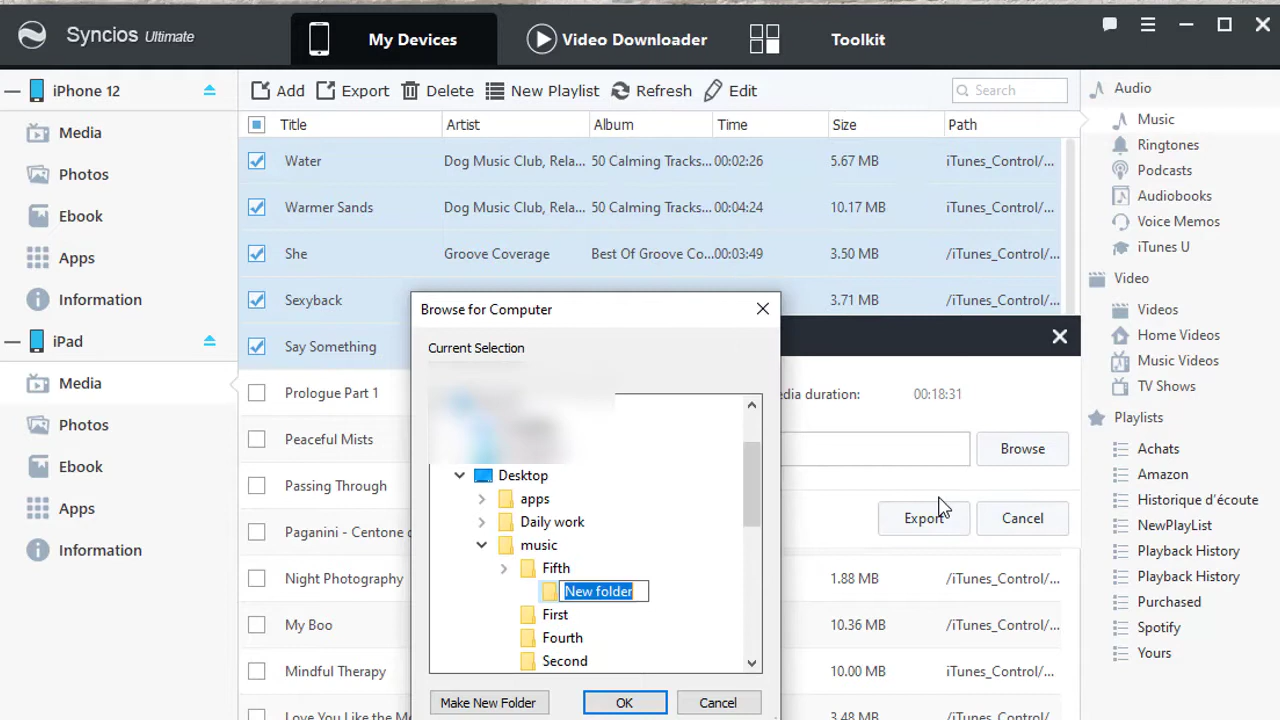 Syncios Ultimate
My Devices
Video Downloader
Toolkit
iPhone 12
Media
Photos
Ebook
Apps
Information
iPad
Media
Photos
Ebook
Apps
Information
Add Export Delete New Playlist Refresh Edit Search
Title Artist Album Time Size Path
Water Dog Music Club, Rela... 50 Calming Tracks... 00:02:26 5.67 MB iTunes_Control/...
Warmer Sands Dog Music Club, Rela... 50 Calming Tracks... 00:04:24 10.17 MB iTunes_Control/...
She Groove Coverage Best Of Groove Co... 00:03:49 3.50 MB /iTunes_Control/...
Sexyback 3.71 MB /iTunes_Control/...
Say Something
Prologue Part 1
Peaceful Mists
Passing Through
Paganini - Centone
Night Photography 1.88 MB /iTunes_Control/...
My Boo 10.36 MB /iTunes_Control/...
Mindful Therapy 10.00 MB iTunes_Control/...
Love You Like the M 3.48 MB /iTunes_Control/...
Browse for Computer
Current Selection
Desktop
apps
Daily work
music
Fifth
New folder
First
Fourth
Second
Make New Folder OK Cancel
duration: 00:18:31
Browse
Export Cancel
Audio
Music
Ringtones
Podcasts
Audiobooks
Voice Memos
iTunes U
Video
Videos
Home Videos
Music Videos
TV Shows
Playlists
Achats
Amazon
Historique d'écoute
NewPlayList
Playback History
Playback History
Purchased
Spotify
Yours